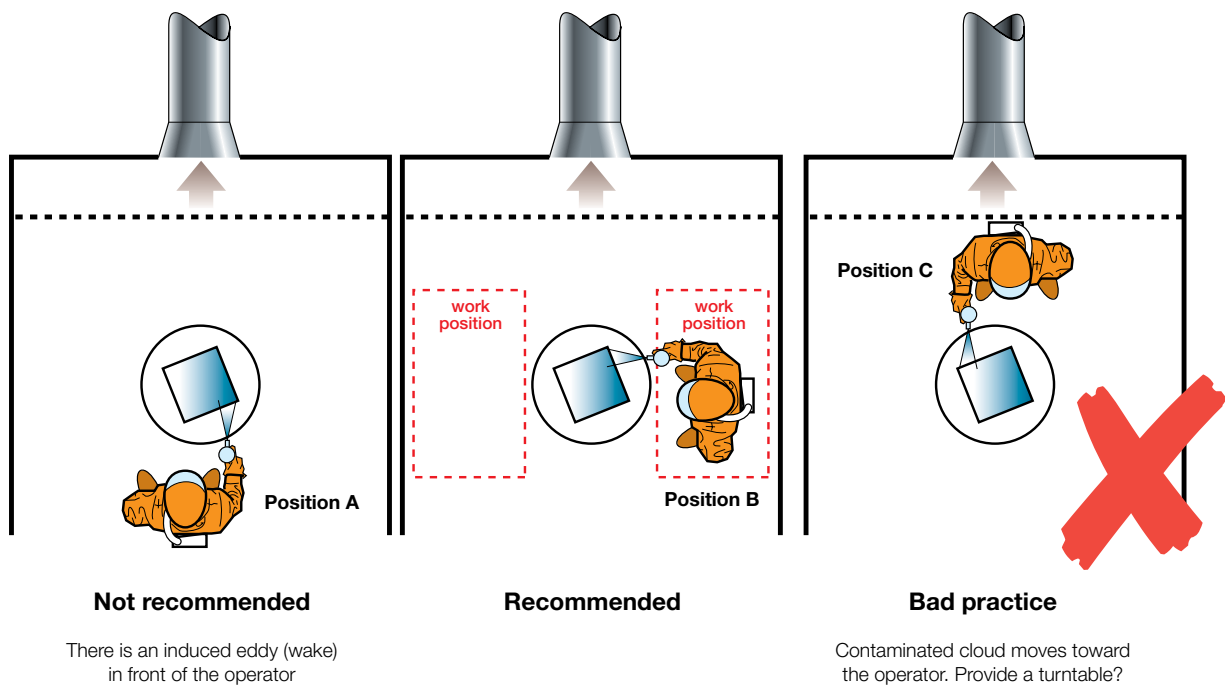 Position C
work
position
work
position
Position A
Position B
Not recommended
Recommended
Bad practice
There is an induced eddy (wake)
in front of the operator
Contaminated cloud moves toward
the operator. Provide a turntable?